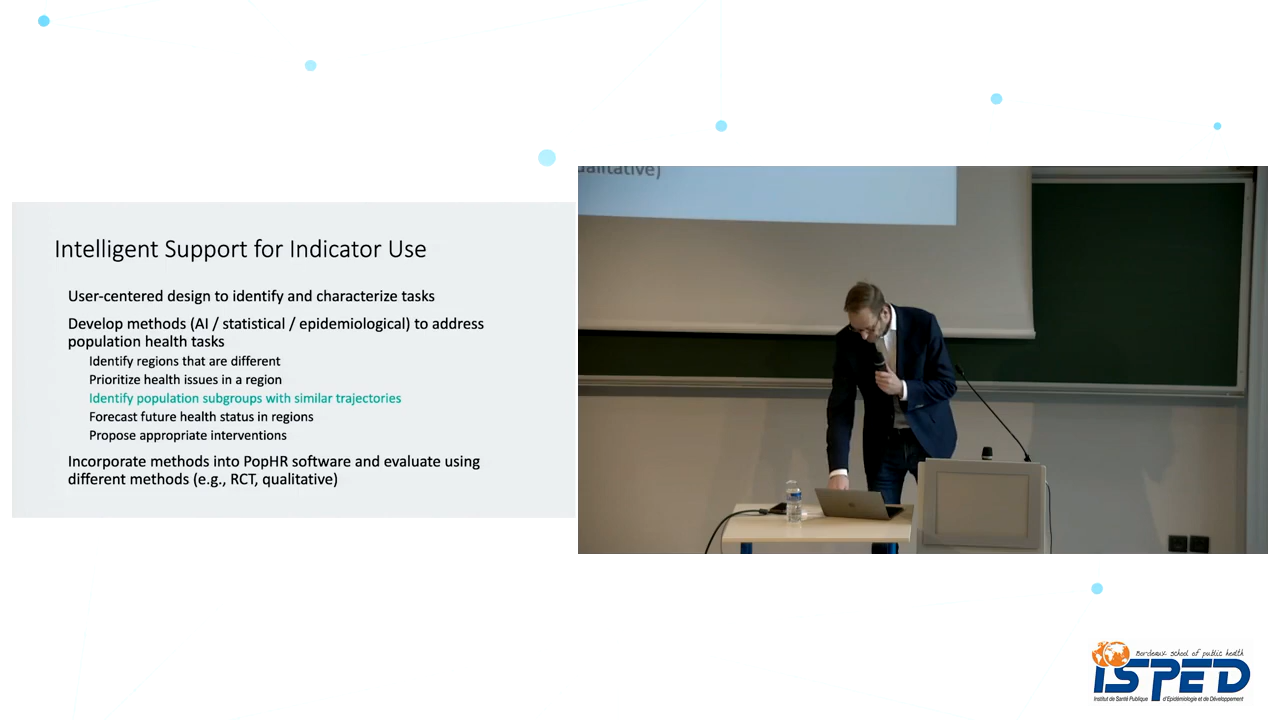 Intelligent Support for Indicator Use
User-centered design to identify and characterize tasks
Develop methods (AI / statistical / epidemiological) to address
population health tasks
Identify regions that are different
Prioritize health issues in a region
Identify population subgroups with similar trajectories
Forecast future health status in regions
Propose appropriate interventions
Incorporate methods into PopHR software and evaluate using
different methods (e.g., RCT, qualitative)
qualitative)
Bordeaux school of public health
ISPED
Institut de Santé Publique d'Epidémiologie et de Développement